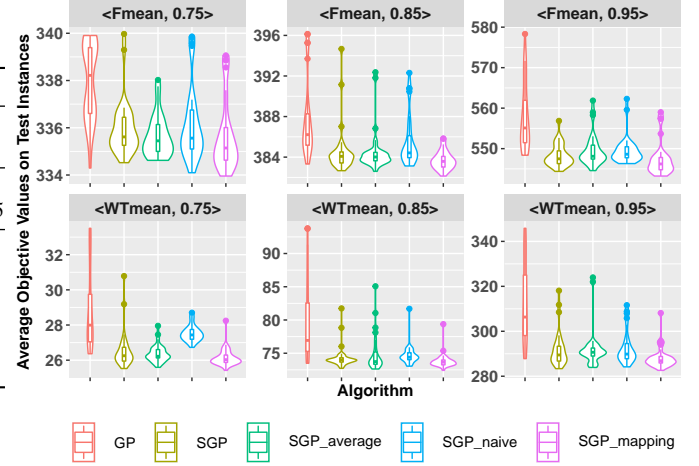 <Fmean, 0.75>
<Fmean, 0.85>
<Fmean, 0.95>
340
338
336
334
396
392
388
384
580
570
560
550
Average Objective Values on Test Instances
<WTmean, 0.75>
<WTmean, 0.85>
<WTmean, 0.95>
32
30
28
26
90
85
80
75
340
320
300
280
Algorithm
GP SGP SGP_average SGP_naive SGP_mapping